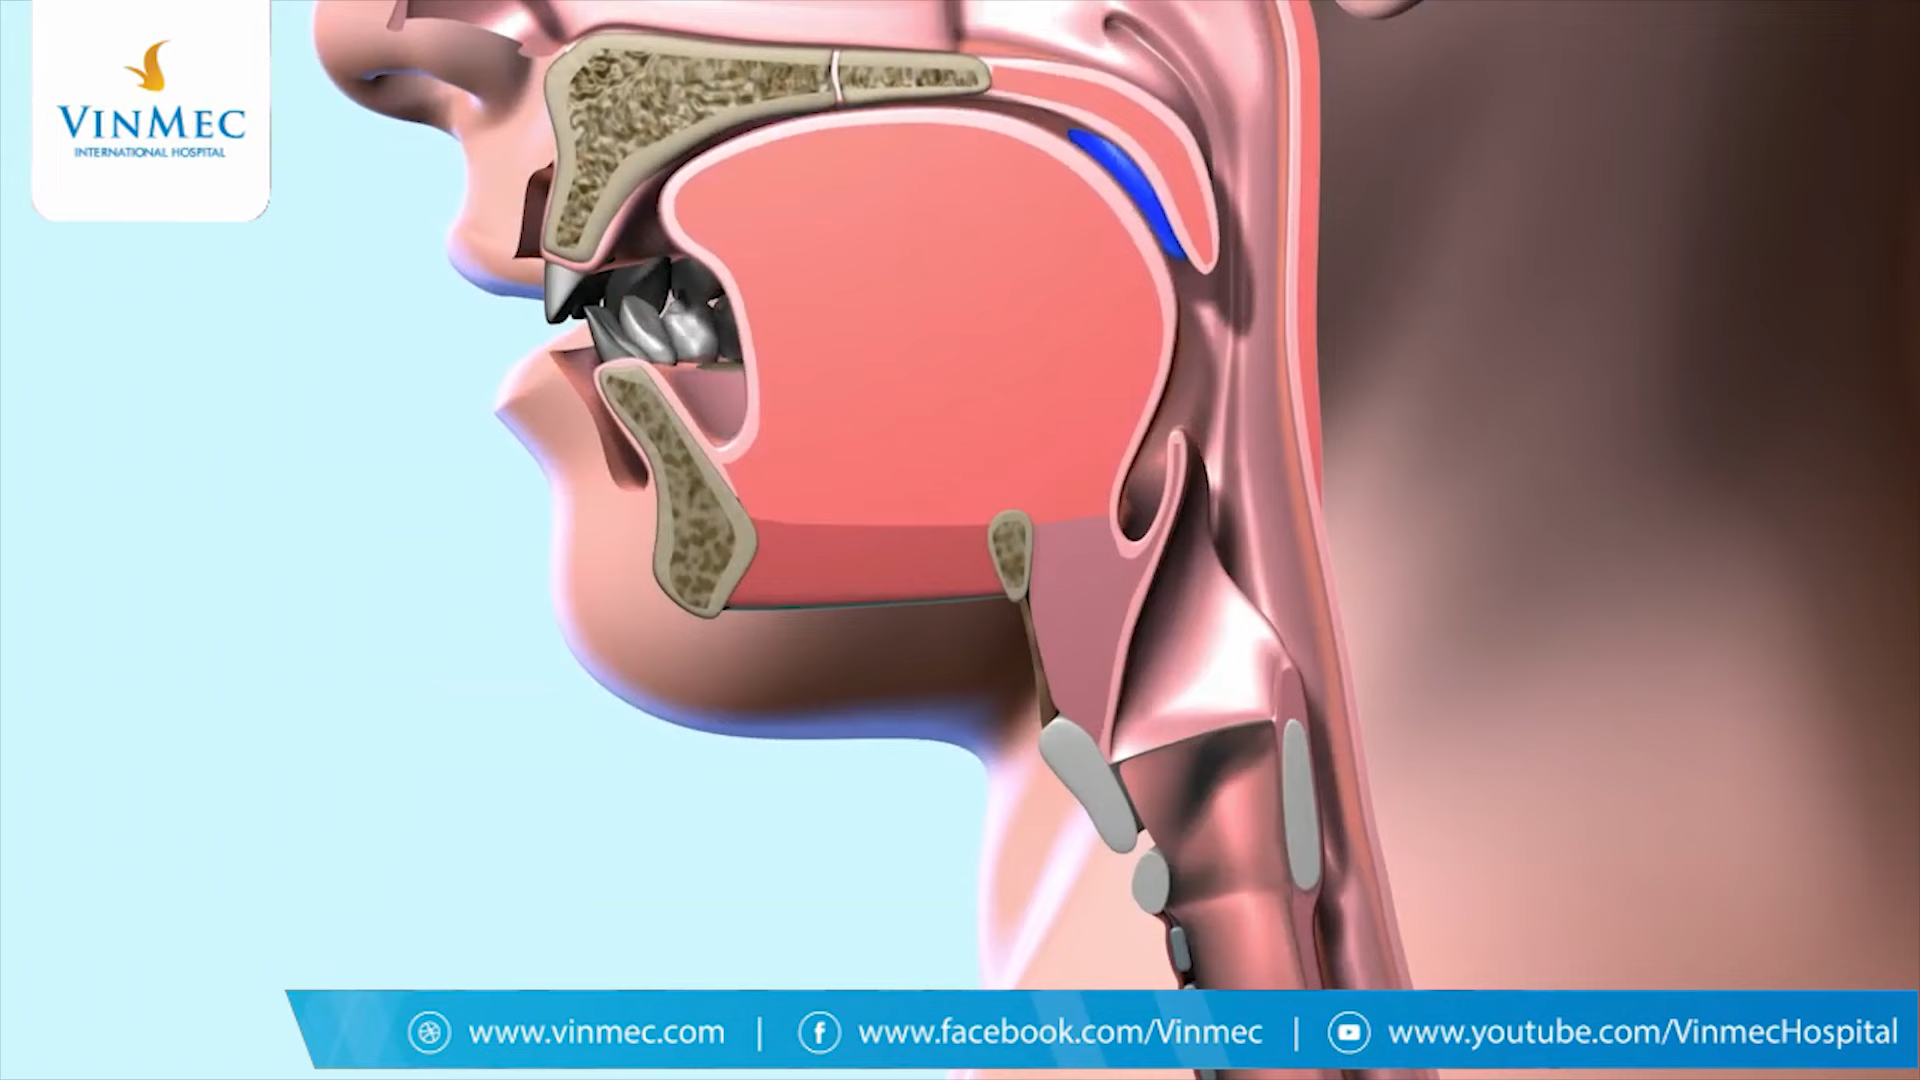 VINMEC
INTERNATIONAL HOSPITAL
www.vinmec.com | www.facebook.com/Vinmec | www.youtube.com/VinmecHospital